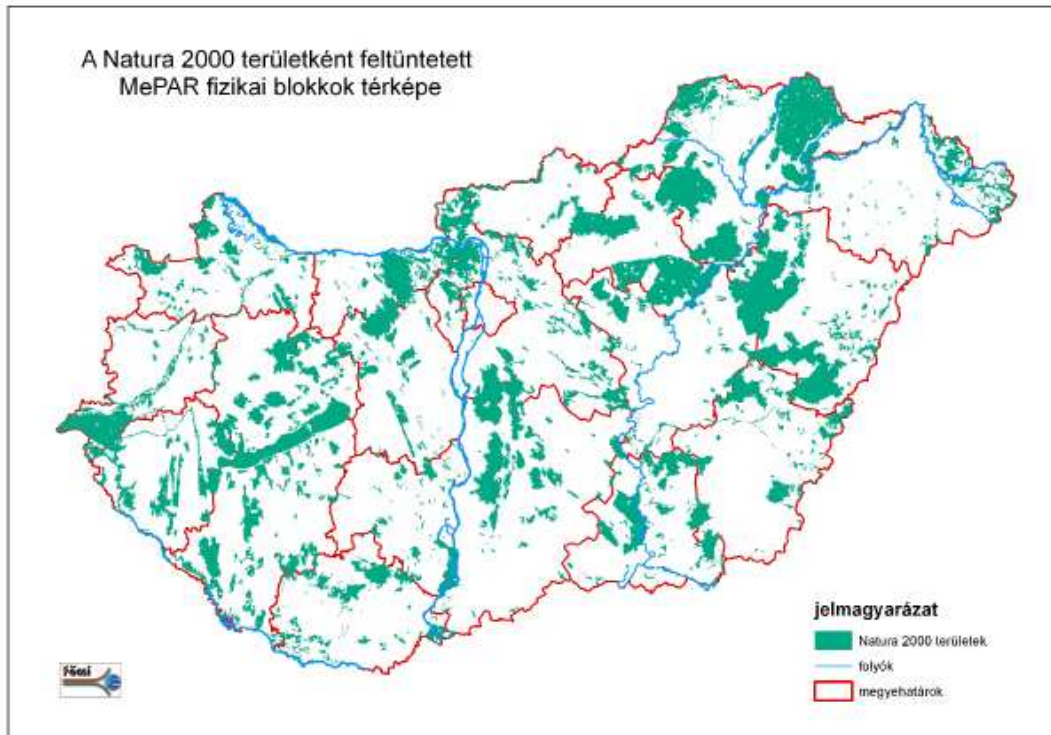 A Natura 2000 területként feltüntetett
MePAR fizikai blokkok térképe
jelmagyarázat
Natura 2000 területek
folyók
megyehatárok
Fömi